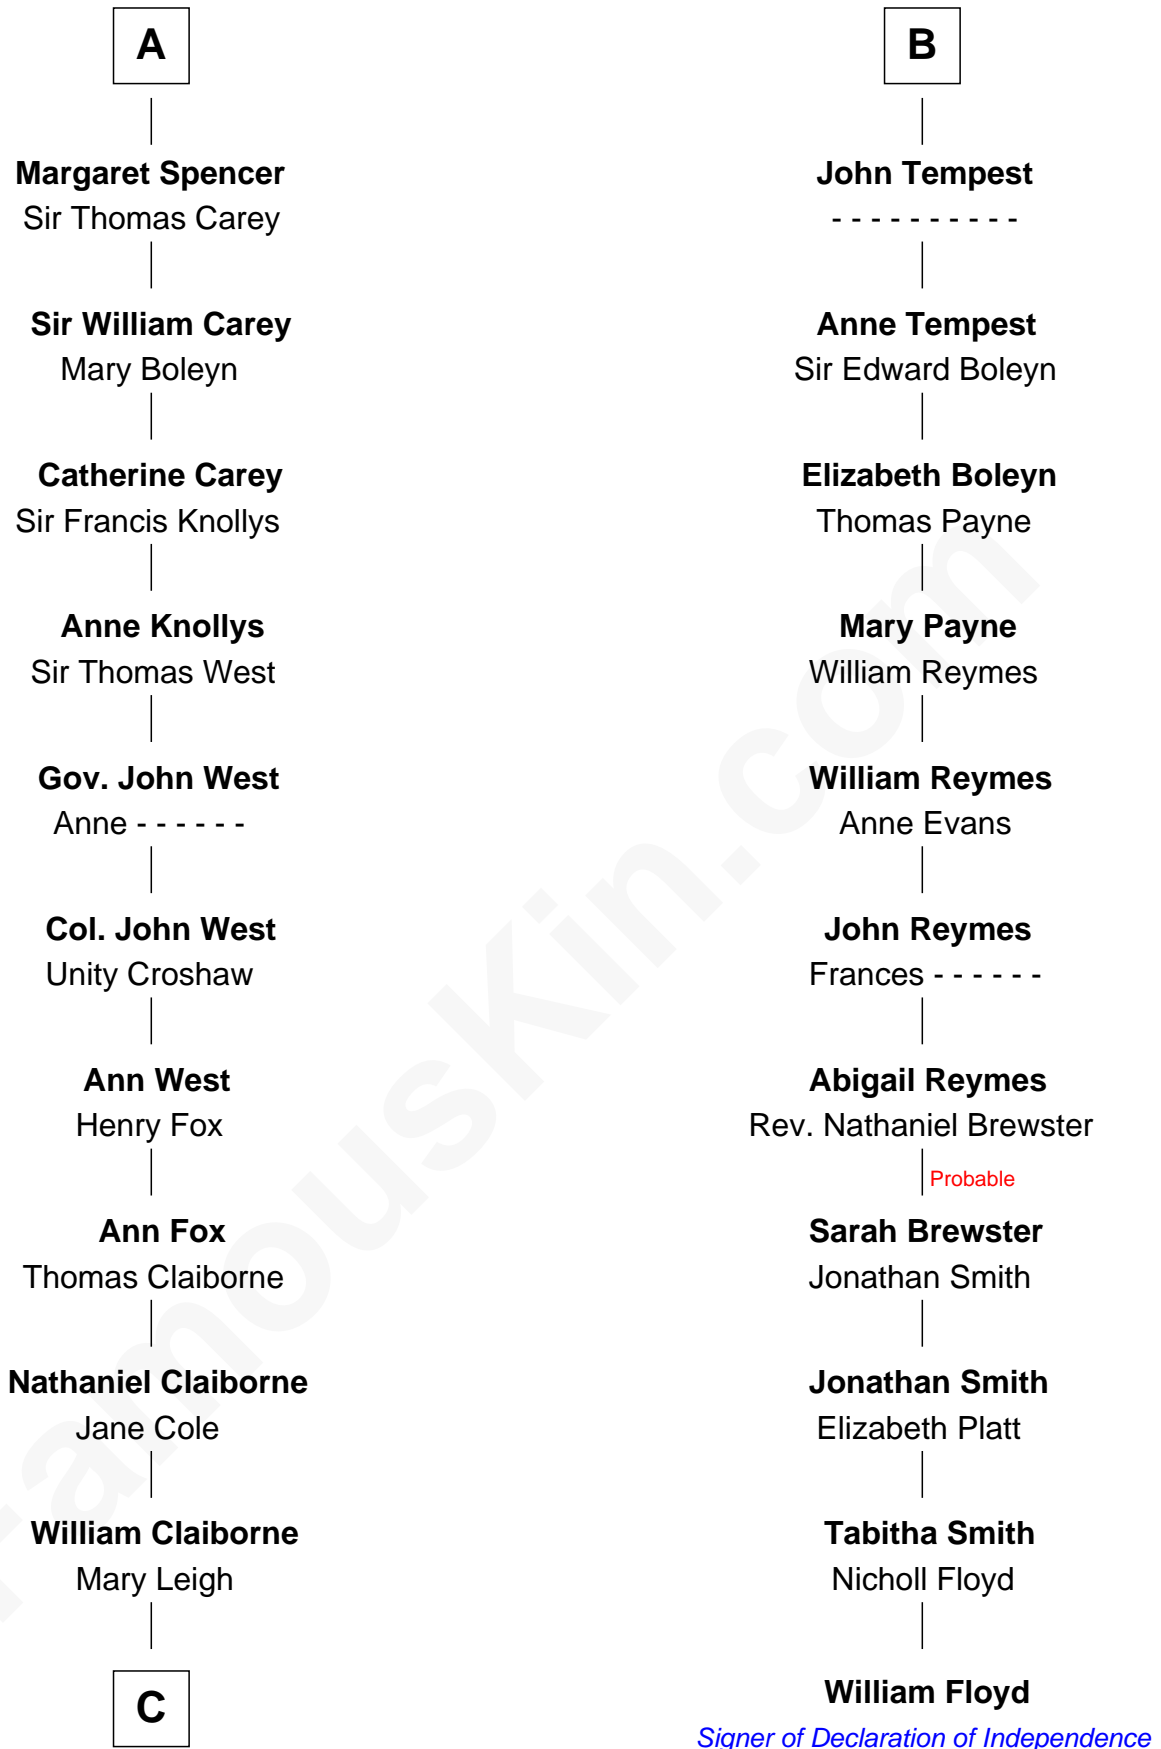 A
Margaret Spencer
Sir Thomas Carey
Sir William Carey
Mary Boleyn
Catherine Carey
Sir Francis Knollys
Anne Knollys
Sir Thomas West
Gov. John West
Anne - - - - - -
Col. John West
Unity Croshaw
Ann West
Henry Fox
Ann Fox
Thomas Claiborne
Nathaniel Claiborne
Jane Cole
William Claiborne
Mary Leigh
C
B
John Tempest
- - - - - - - - - -
Anne Tempest
Sir Edward Boleyn
Elizabeth Boleyn
Thomas Payne
Mary Payne
William Reymes
William Reymes
Anne Evans
John Reymes
Frances - - - - - -
Abigail Reymes
Rev. Nathaniel Brewster
Probable
Sarah Brewster
Jonathan Smith
Jonathan Smith
Elizabeth Platt
Tabitha Smith
Nicholl Floyd
William Floyd
Signer of Declaration of Independence
FamousKin.com